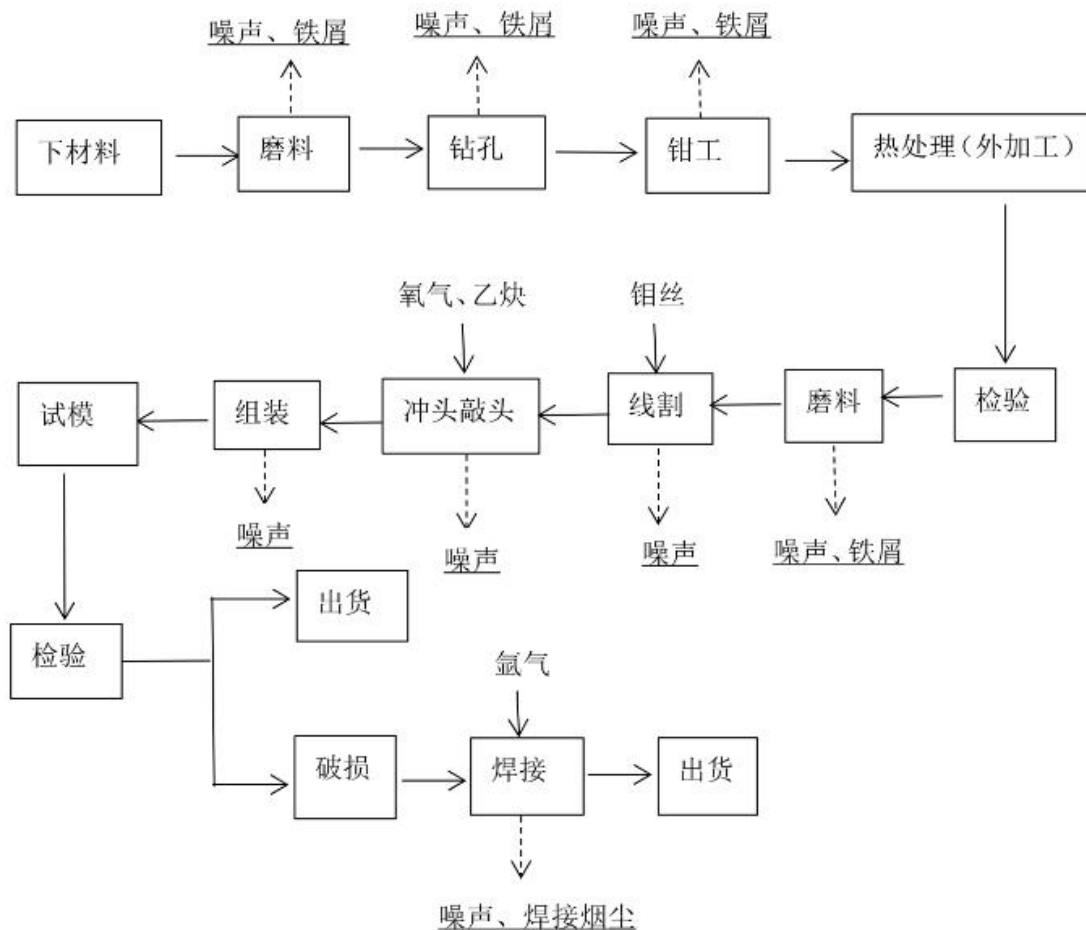 噪声、铁屑
噪声、铁屑
噪声、铁屑
下材料
磨料
钻孔
钳工
热处理（外加工）
氧气、乙炔
钼丝
试模
组装
冲头敲头
线割
磨料
检验
噪声
噪声
噪声
噪声、铁屑
出货
检验
氩气
破损
焊接
出货
噪声、焊接烟尘